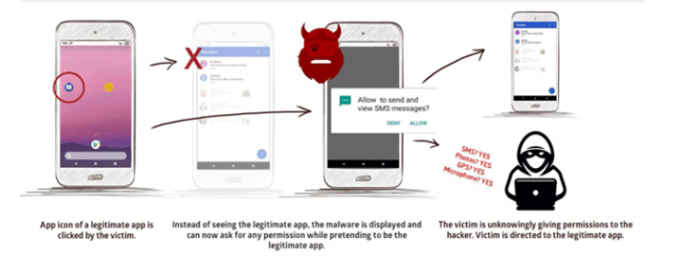 X
Messages
Allow to send and
view SMS messages?
DENY ALLOW
SMS? YES
Photos? YES
GPS? YES
Microphone? YES
App icon of a legitimate app is
clicked by the victim.
Instead of seeing the legitimate app, the malware is displayed and
can now ask for any permission while pretending to be the
legitimate app.
The victim is unknowingly giving permissions to the
hacker. Victim is directed to the legitimate app.